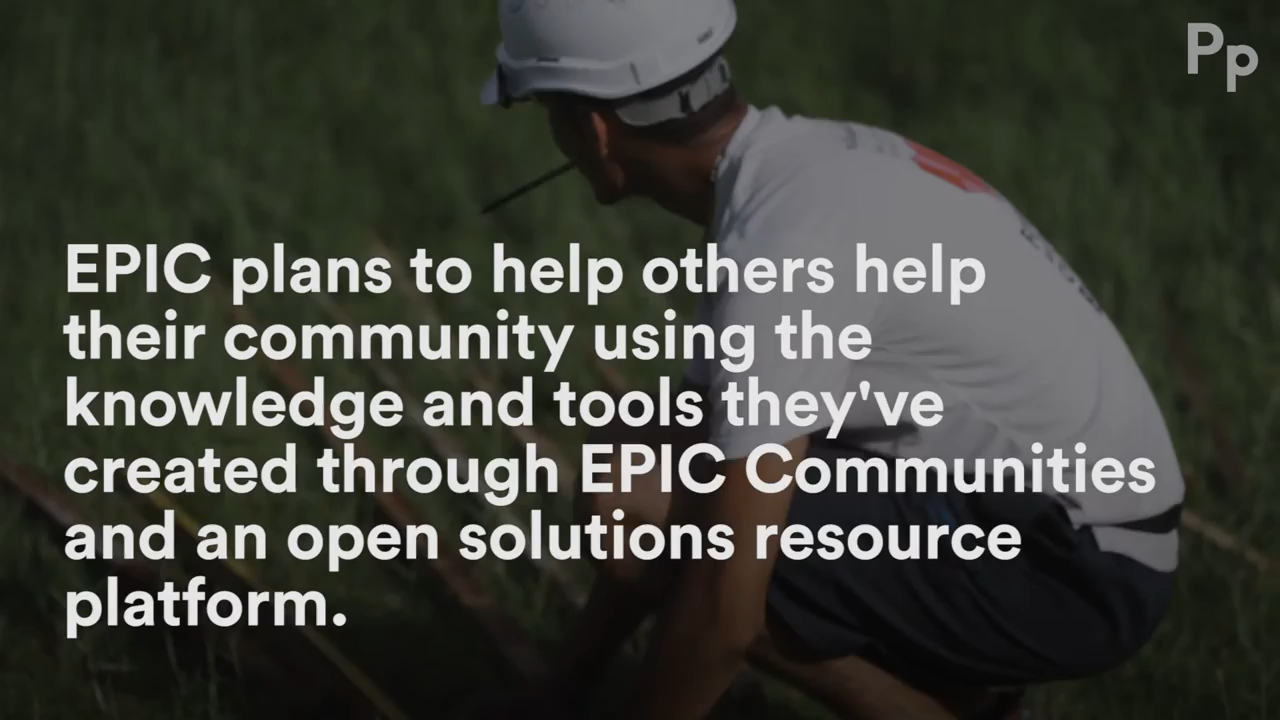 Pp
EPIC plans to help others help
their community using the
knowledge and tools they've
created through EPIC Communities
and an open solutions resource
platform.